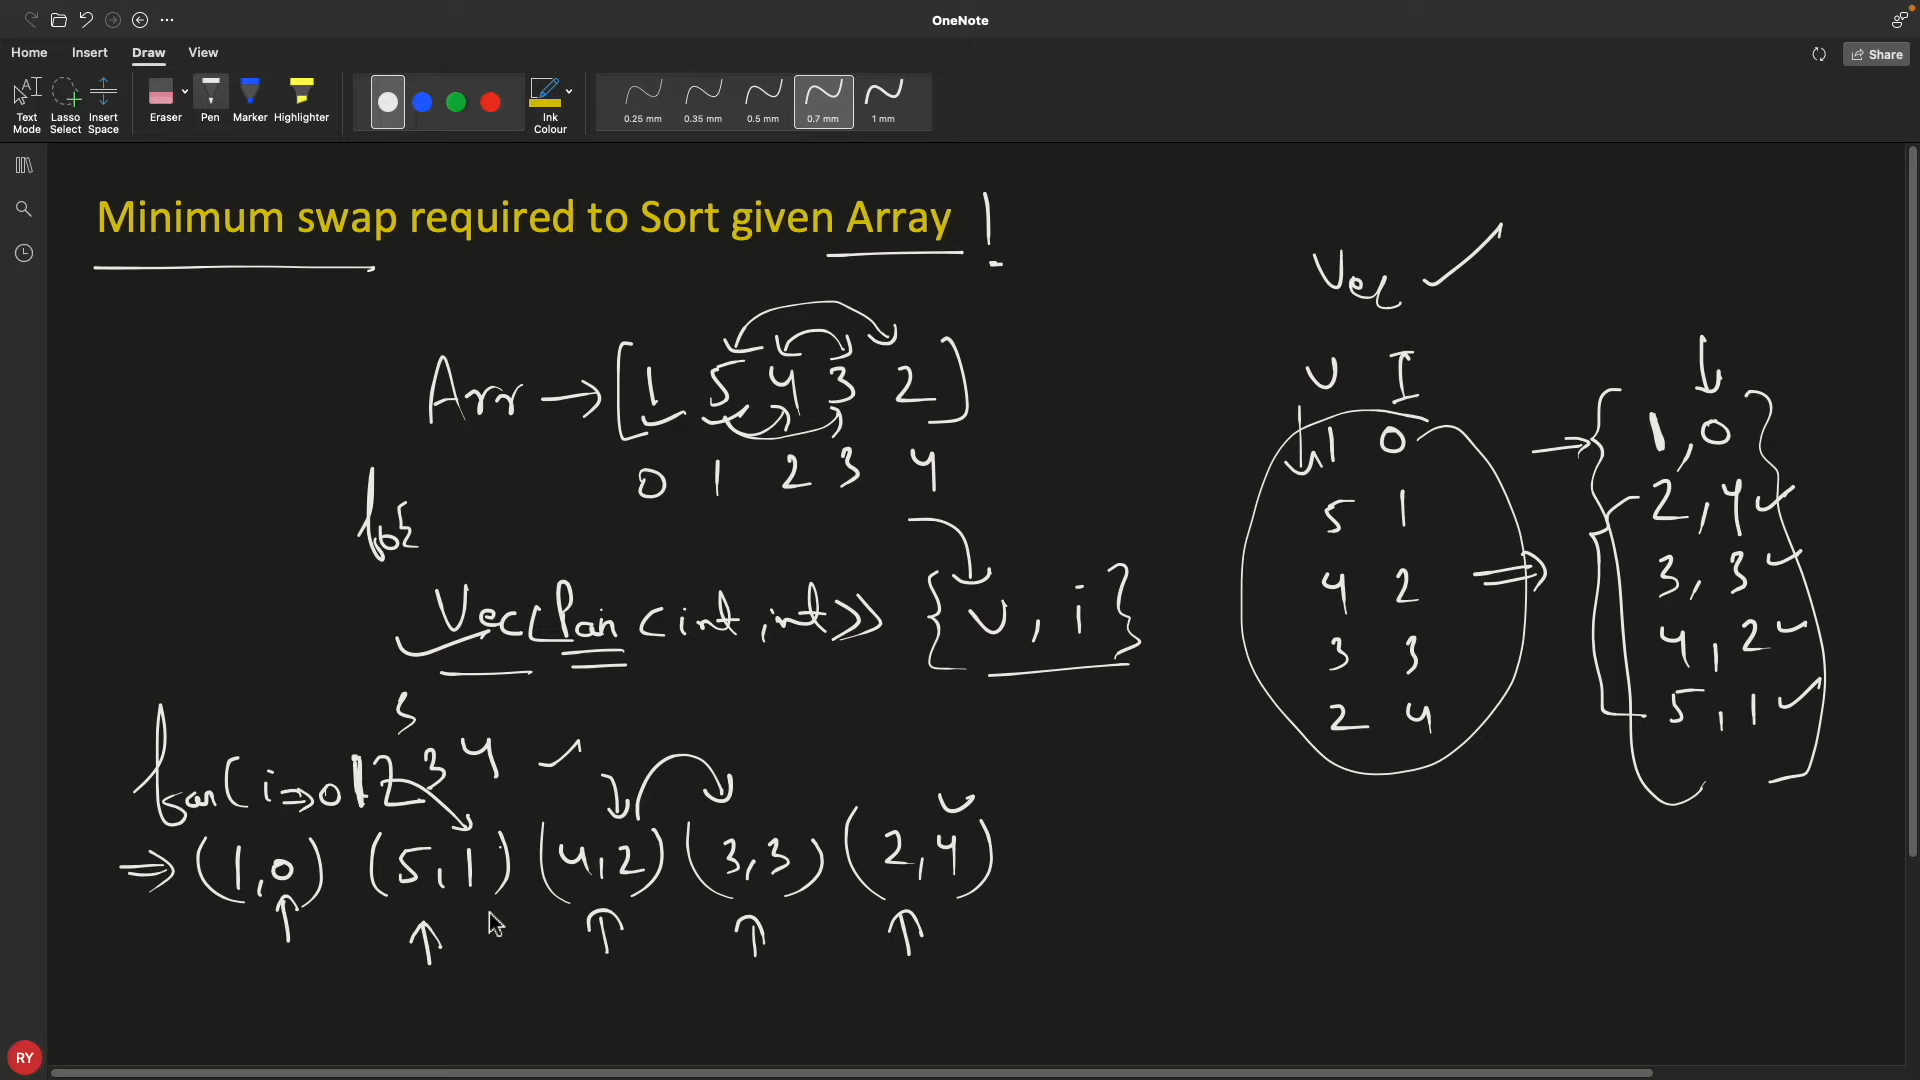 OneNote
Home Insert Draw View
Share
Text Mode
Lasso Select
Insert Space
Eraser
Pen
Marker
Highlighter
Ink Colour
0.25 mm
0.35 mm
0.5 mm
0.7 mm
1 mm
Minimum swap required to Sort given Array !
Arr → [ 1 5 4 3 2 ]
0 1 2 3 4
Vec < Pair < int, int >> { v, i }
5
for ( i ⇒ 0 1 2 3 4
⇒ (1,0) (5,1) (4,2) (3,3) (2,4)
Vec
V I
1 0
5 1
4 2
3 3
2 4
1, 0
2, 4
3, 3
4, 2
5, 1
RY